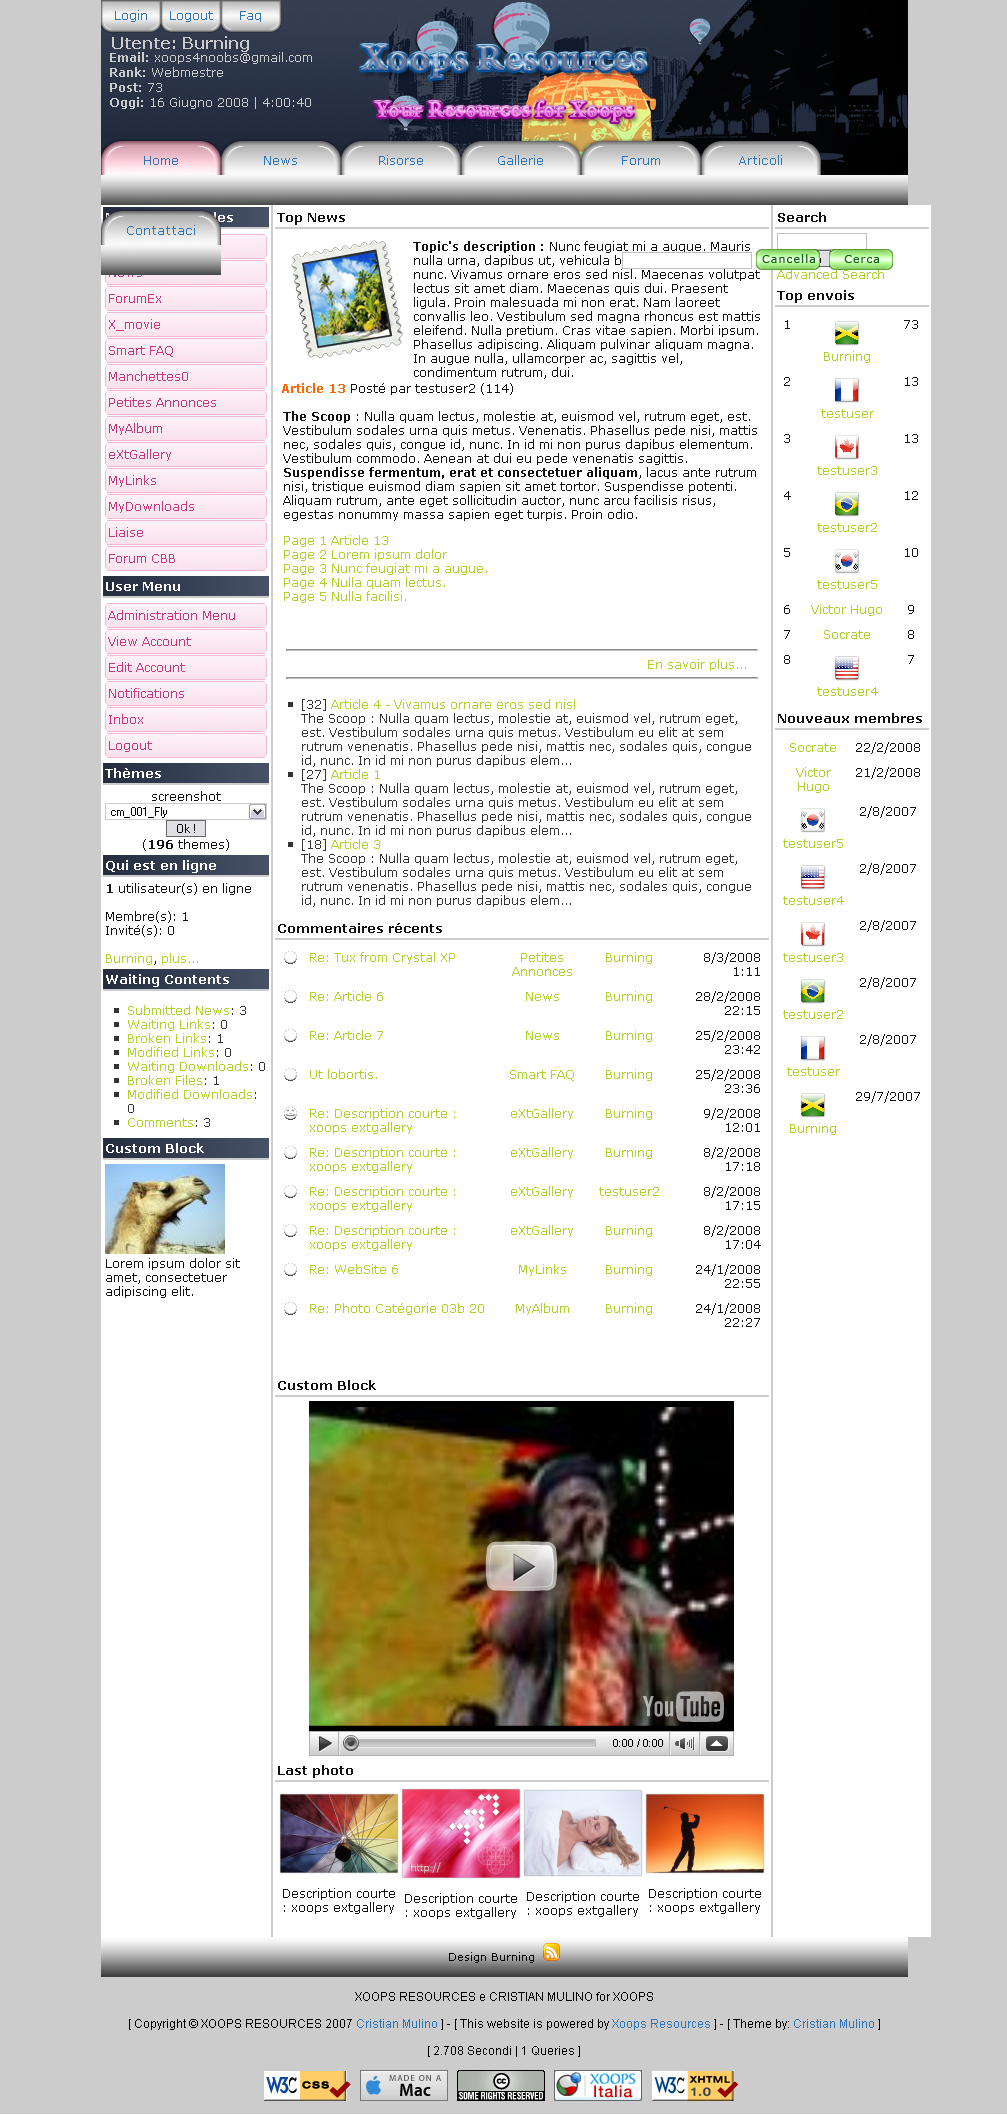 Login Logout Faq
Utente: Burning
Email: xoops4noobs@gmail.com
Rank: Webmestre
Post: 73
Oggi: 16 Giugno 2008 | 4:00:40
Xoops Resources
Your Resources for Xoops
Home News Risorse Gallerie Forum Articoli
Contattaci
Cancella Cerca
ForumEx
X_movie
Smart FAQ
Manchettes0
Petites Annonces
MyAlbum
eXtGallery
MyLinks
MyDownloads
Liaise
Forum CBB
User Menu
Administration Menu
View Account
Edit Account
Notifications
Inbox
Logout
Thèmes
screenshot
cm_001_Fly
Ok !
(196 themes)
Qui est en ligne
1 utilisateur(s) en ligne
Membre(s): 1
Invité(s): 0
Burning, plus...
Waiting Contents
Submitted News: 3
Waiting Links: 0
Broken Links: 1
Modified Links: 0
Waiting Downloads: 0
Broken Files: 1
Modified Downloads:
0
Comments: 3
Custom Block
Lorem ipsum dolor sit
amet, consectetuer
adipiscing elit.
Top News
Topic's description : Nunc feugiat mi a augue. Mauris
nulla urna, dapibus ut, vehicula
nunc. Vivamus ornare eros sed nisl. Maecenas volutpat
lectus sit amet diam. Maecenas quis dui. Praesent
ligula. Proin malesuada mi non erat. Nam laoreet
convallis leo. Vestibulum sed magna rhoncus est mattis
eleifend. Nulla pretium. Cras vitae sapien. Morbi ipsum.
Phasellus adipiscing. Aliquam pulvinar aliquam magna.
In augue nulla, ullamcorper ac, sagittis vel,
condimentum rutrum, dui.
Article 13 Posté par testuser2 (114)
The Scoop : Nulla quam lectus, molestie at, euismod vel, rutrum eget, est.
Vestibulum sodales urna quis metus. Venenatis. Phasellus pede nisi, mattis
nec, sodales quis, congue id, nunc. In id mi non purus dapibus elementum.
Vestibulum commodo. Aenean at dui eu pede venenatis sagittis.
Suspendisse fermentum, erat et consectetuer aliquam, lacus ante rutrum
nisi, tristique euismod diam sapien sit amet tortor. Suspendisse potenti.
Aliquam rutrum, ante eget sollicitudin auctor, nunc arcu facilisis risus,
egestas nonummy massa sapien eget turpis. Proin odio.
Page 1 Article 13
Page 2 Lorem ipsum dolor
Page 3 Nunc feugiat mi a augue.
Page 4 Nulla quam lectus.
Page 5 Nulla facilisi.
En savoir plus...
[32] Article 4 - Vivamus ornare eros sed nisl
The Scoop : Nulla quam lectus, molestie at, euismod vel, rutrum eget,
est. Vestibulum sodales urna quis metus. Vestibulum eu elit at sem
rutrum venenatis. Phasellus pede nisi, mattis nec, sodales quis, congue
id, nunc. In id mi non purus dapibus elem...
[27] Article 1
The Scoop : Nulla quam lectus, molestie at, euismod vel, rutrum eget,
est. Vestibulum sodales urna quis metus. Vestibulum eu elit at sem
rutrum venenatis. Phasellus pede nisi, mattis nec, sodales quis, congue
id, nunc. In id mi non purus dapibus elem...
[18] Article 3
The Scoop : Nulla quam lectus, molestie at, euismod vel, rutrum eget,
est. Vestibulum sodales urna quis metus. Vestibulum eu elit at sem
rutrum venenatis. Phasellus pede nisi, mattis nec, sodales quis, congue
id, nunc. In id mi non purus dapibus elem...
Commentaires récents
Re: Tux from Crystal XP Petites Annonces Burning 8/3/2008 1:11
Re: Article 6 News Burning 28/2/2008 22:15
Re: Article 7 News Burning 25/2/2008 23:42
Ut lobortis. Smart FAQ Burning 25/2/2008 23:36
Re: Description courte : xoops extgallery eXtGallery Burning 9/2/2008 12:01
Re: Description courte : xoops extgallery eXtGallery Burning 8/2/2008 17:18
Re: Description courte : xoops extgallery eXtGallery testuser2 8/2/2008 17:15
Re: Description courte : xoops extgallery eXtGallery Burning 8/2/2008 17:04
Re: WebSite 6 MyLinks Burning 24/1/2008 22:55
Re: Photo Catégorie 03b 20 MyAlbum Burning 24/1/2008 22:27
Custom Block
YouTube
0:00 / 0:00
Last photo
http://
Description courte : xoops extgallery
Description courte : xoops extgallery
Description courte : xoops extgallery
Description courte : xoops extgallery
Search
Advanced Search
Top envois
1 Burning 73
2 testuser 13
3 testuser3 13
4 testuser2 12
5 testuser5 10
6 Victor Hugo 9
7 Socrate 8
8 testuser4 7
Nouveaux membres
Socrate 22/2/2008
Victor Hugo 21/2/2008
testuser5 2/8/2007
testuser4 2/8/2007
testuser3 2/8/2007
testuser2 2/8/2007
testuser 2/8/2007
Burning 29/7/2007
Design Burning
XOOPS RESOURCES e CRISTIAN MULINO for XOOPS
[ Copyright © XOOPS RESOURCES 2007 Cristian Mulino ] - [ This website is powered by Xoops Resources ] - [ Theme by: Cristian Mulino ]
[ 2.708 Secondi | 1 Queries ]
W3C css MADE ON A Mac SOME RIGHTS RESERVED XOOPS Italia W3C XHTML 1.0